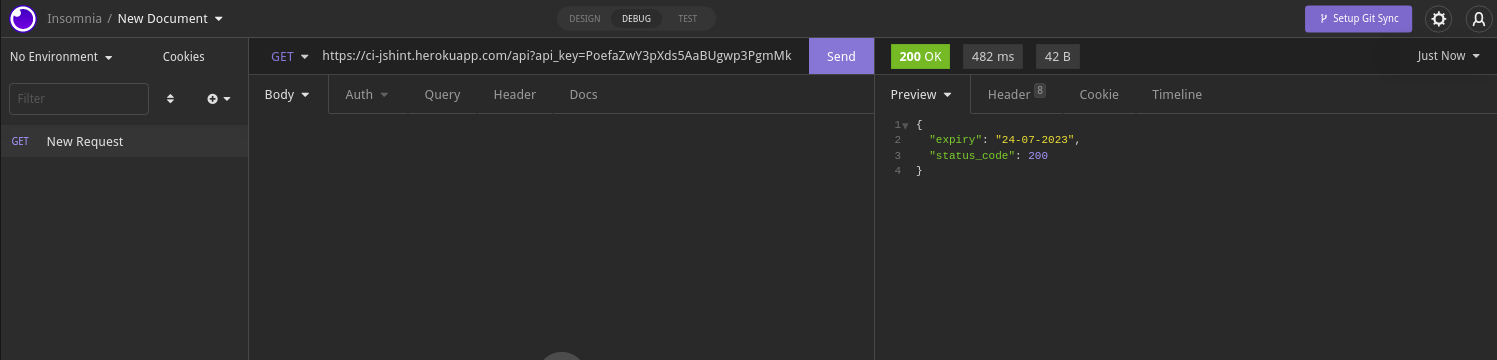 Insomnia / New Document
DESIGN DEBUG TEST
Setup Git Sync
No Environment Cookies
GET https://ci-jshint.herokuapp.com/api?api_key=PoefaZwY3pXds5AaBUgwp3PgmMk Send
200 OK 482 ms 42 B Just Now
Filter
Body Auth Query Header Docs
Preview Header 8 Cookie Timeline
GET New Request
1 {
2 "expiry": "24-07-2023",
3 "status_code": 200
4 }